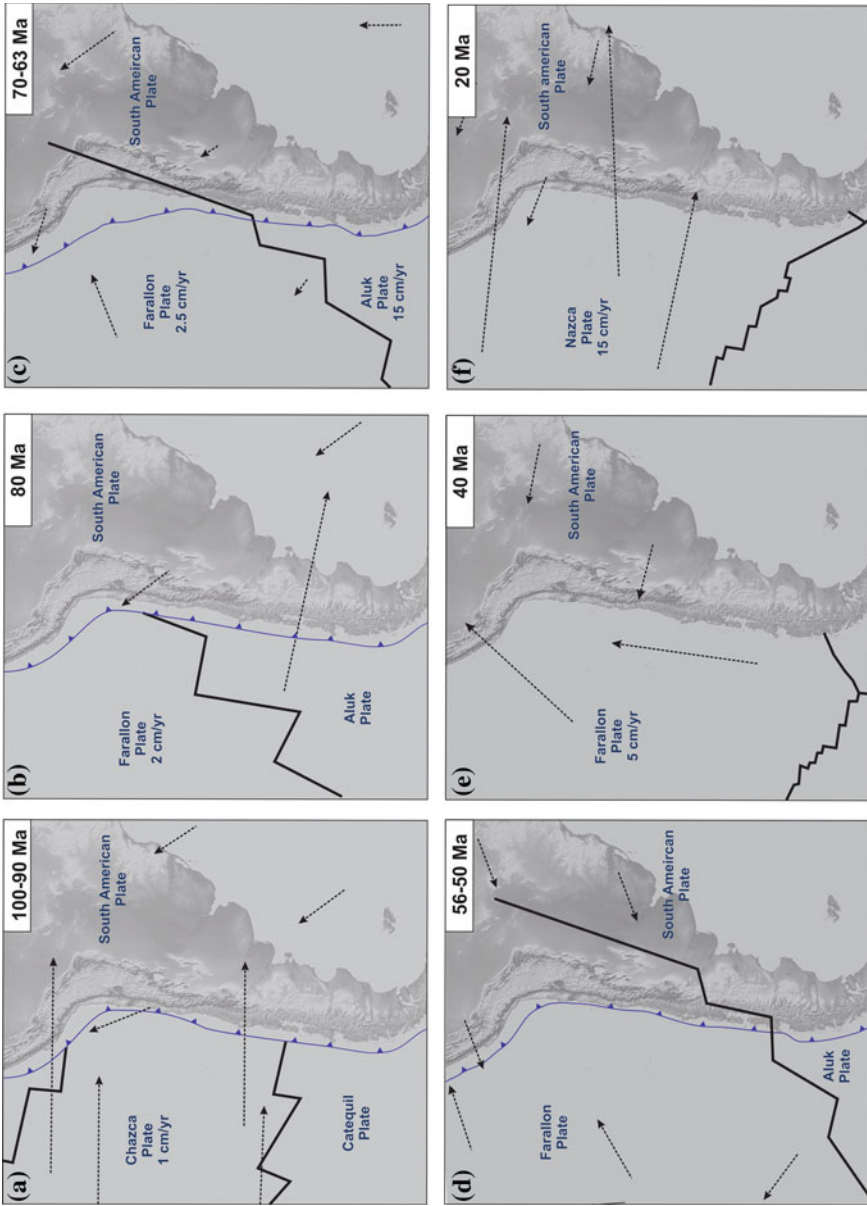 (a)
100-90 Ma
South American
Plate
Chazca
Plate
1 cm/yr
Catequil
Plate
(b)
80 Ma
South American
Plate
Farallon
Plate
2 cm/yr
Aluk
Plate
(c)
70-63 Ma
South Ameircan
Plate
Farallon
Plate
2.5 cm/yr
Aluk
Plate
15 cm/yr
(d)
56-50 Ma
South Ameircan
Plate
Farallon
Plate
Aluk
Plate
(e)
40 Ma
South American
Plate
Farallon
Plate
5 cm/yr
(f)
20 Ma
South american
Plate
Nazca
Plate
15 cm/yr